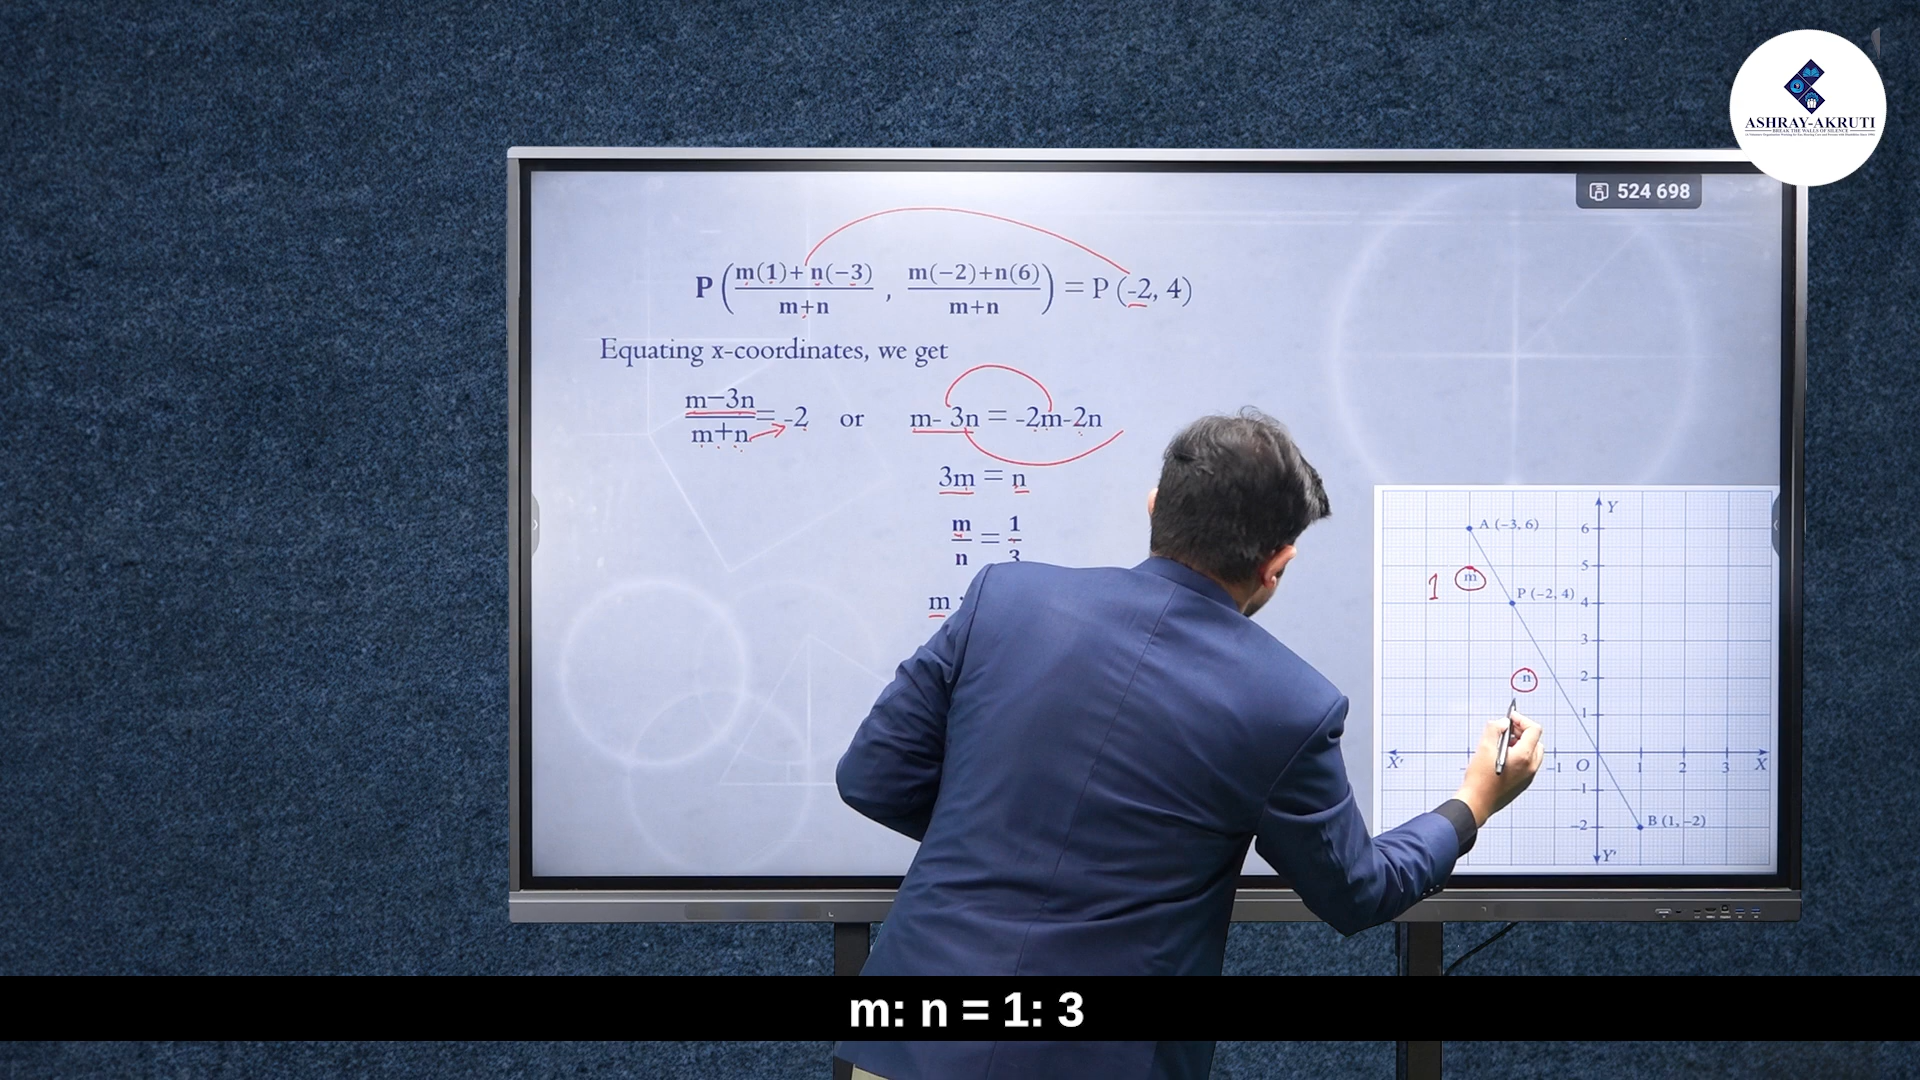 ASHRAY-AKRUTI
BREAK THE WALLS OF SILENCE
524 698
P (m(1)+ n(−3)/m+n , m(−2)+n(6)/m+n) = P (-2, 4)
Equating x-coordinates, we get
m−3n/m+n = -2 or m- 3n = -2m-2n
3m = n
m/n = 1/3
m :
Y
A (−3, 6)
6
5
1 m
P (−2, 4)
4
3
n
2
1
X' -1 O 1 2 3 X
−1
−2
B (1, −2)
Y'
m: n = 1: 3